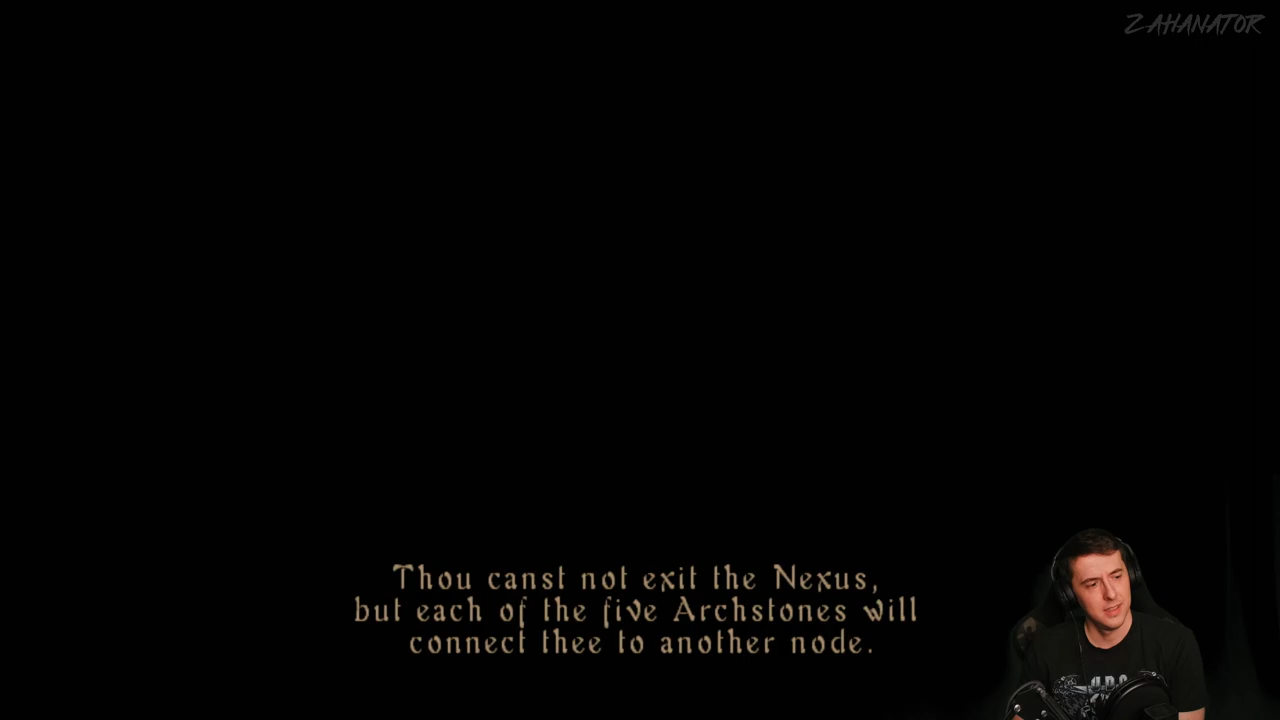 ZAHANATOR
Thou canst not exit the Nexus,
but each of the five Archstones will
connect thee to another node.